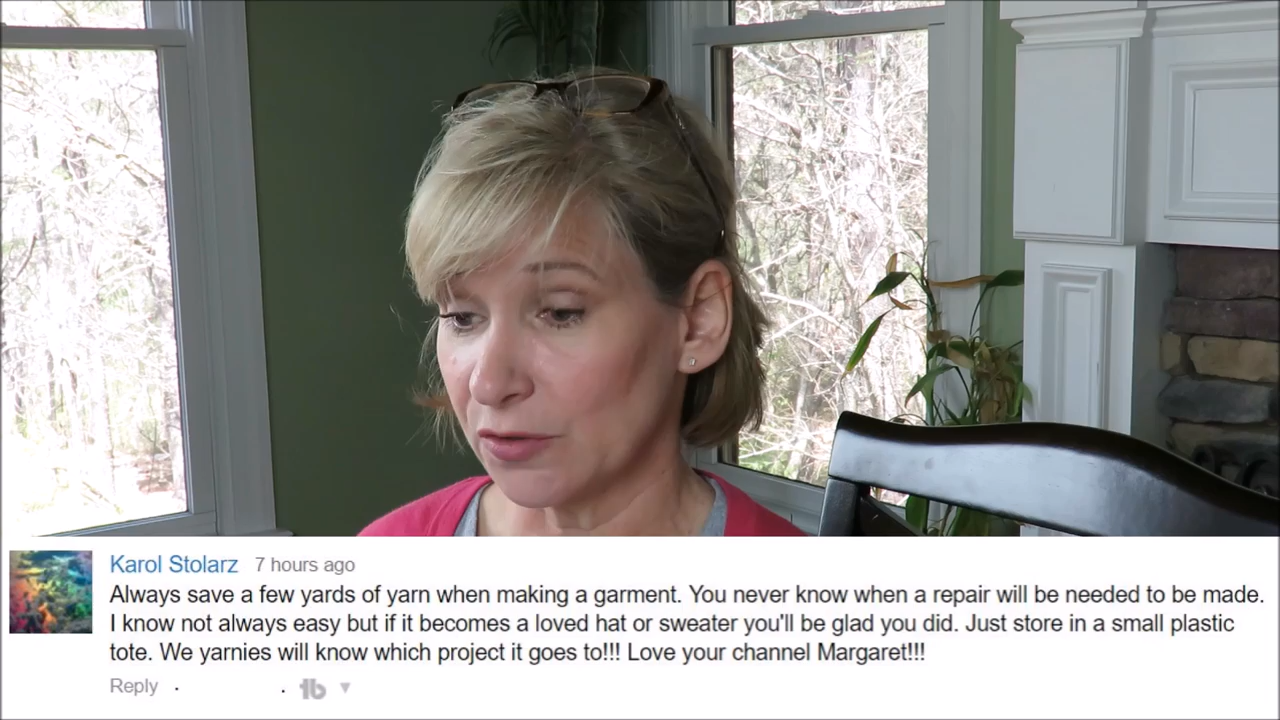 Karol Stolarz 7 hours ago
Always save a few yards of yarn when making a garment. You never know when a repair will be needed to be made.
I know not always easy but if it becomes a loved hat or sweater you'll be glad you did. Just store in a small plastic
tote. We yarnies will know which project it goes to!!! Love your channel Margaret!!!
Reply · . tb